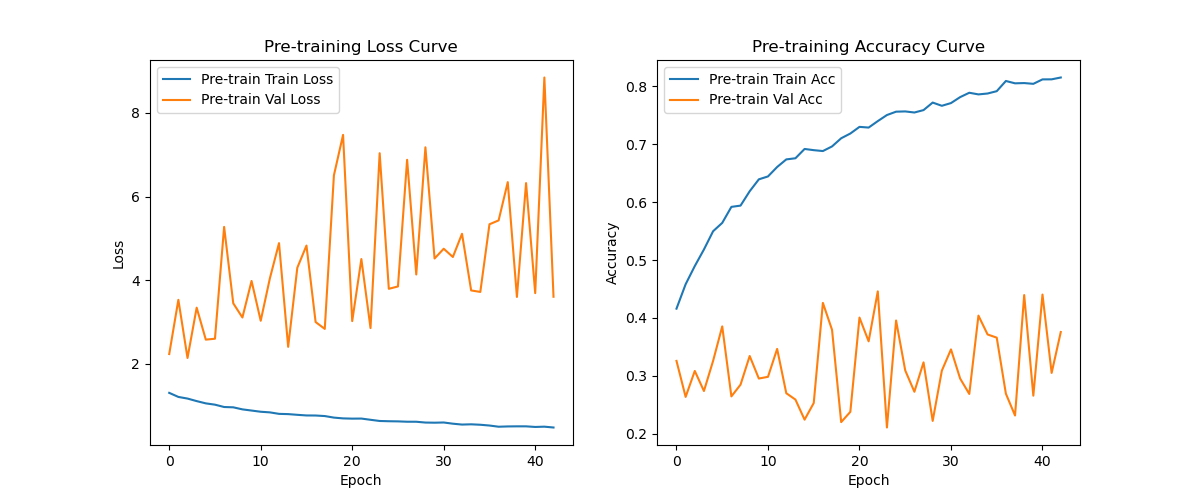 Pre-training Loss Curve
Pre-train Train Loss
Pre-train Val Loss
8
6
4
2
Loss
0
10
20
30
40
Epoch
Pre-training Accuracy Curve
Pre-train Train Acc
Pre-train Val Acc
0.8
0.7
0.6
0.5
0.4
0.3
0.2
Accuracy
0
10
20
30
40
Epoch